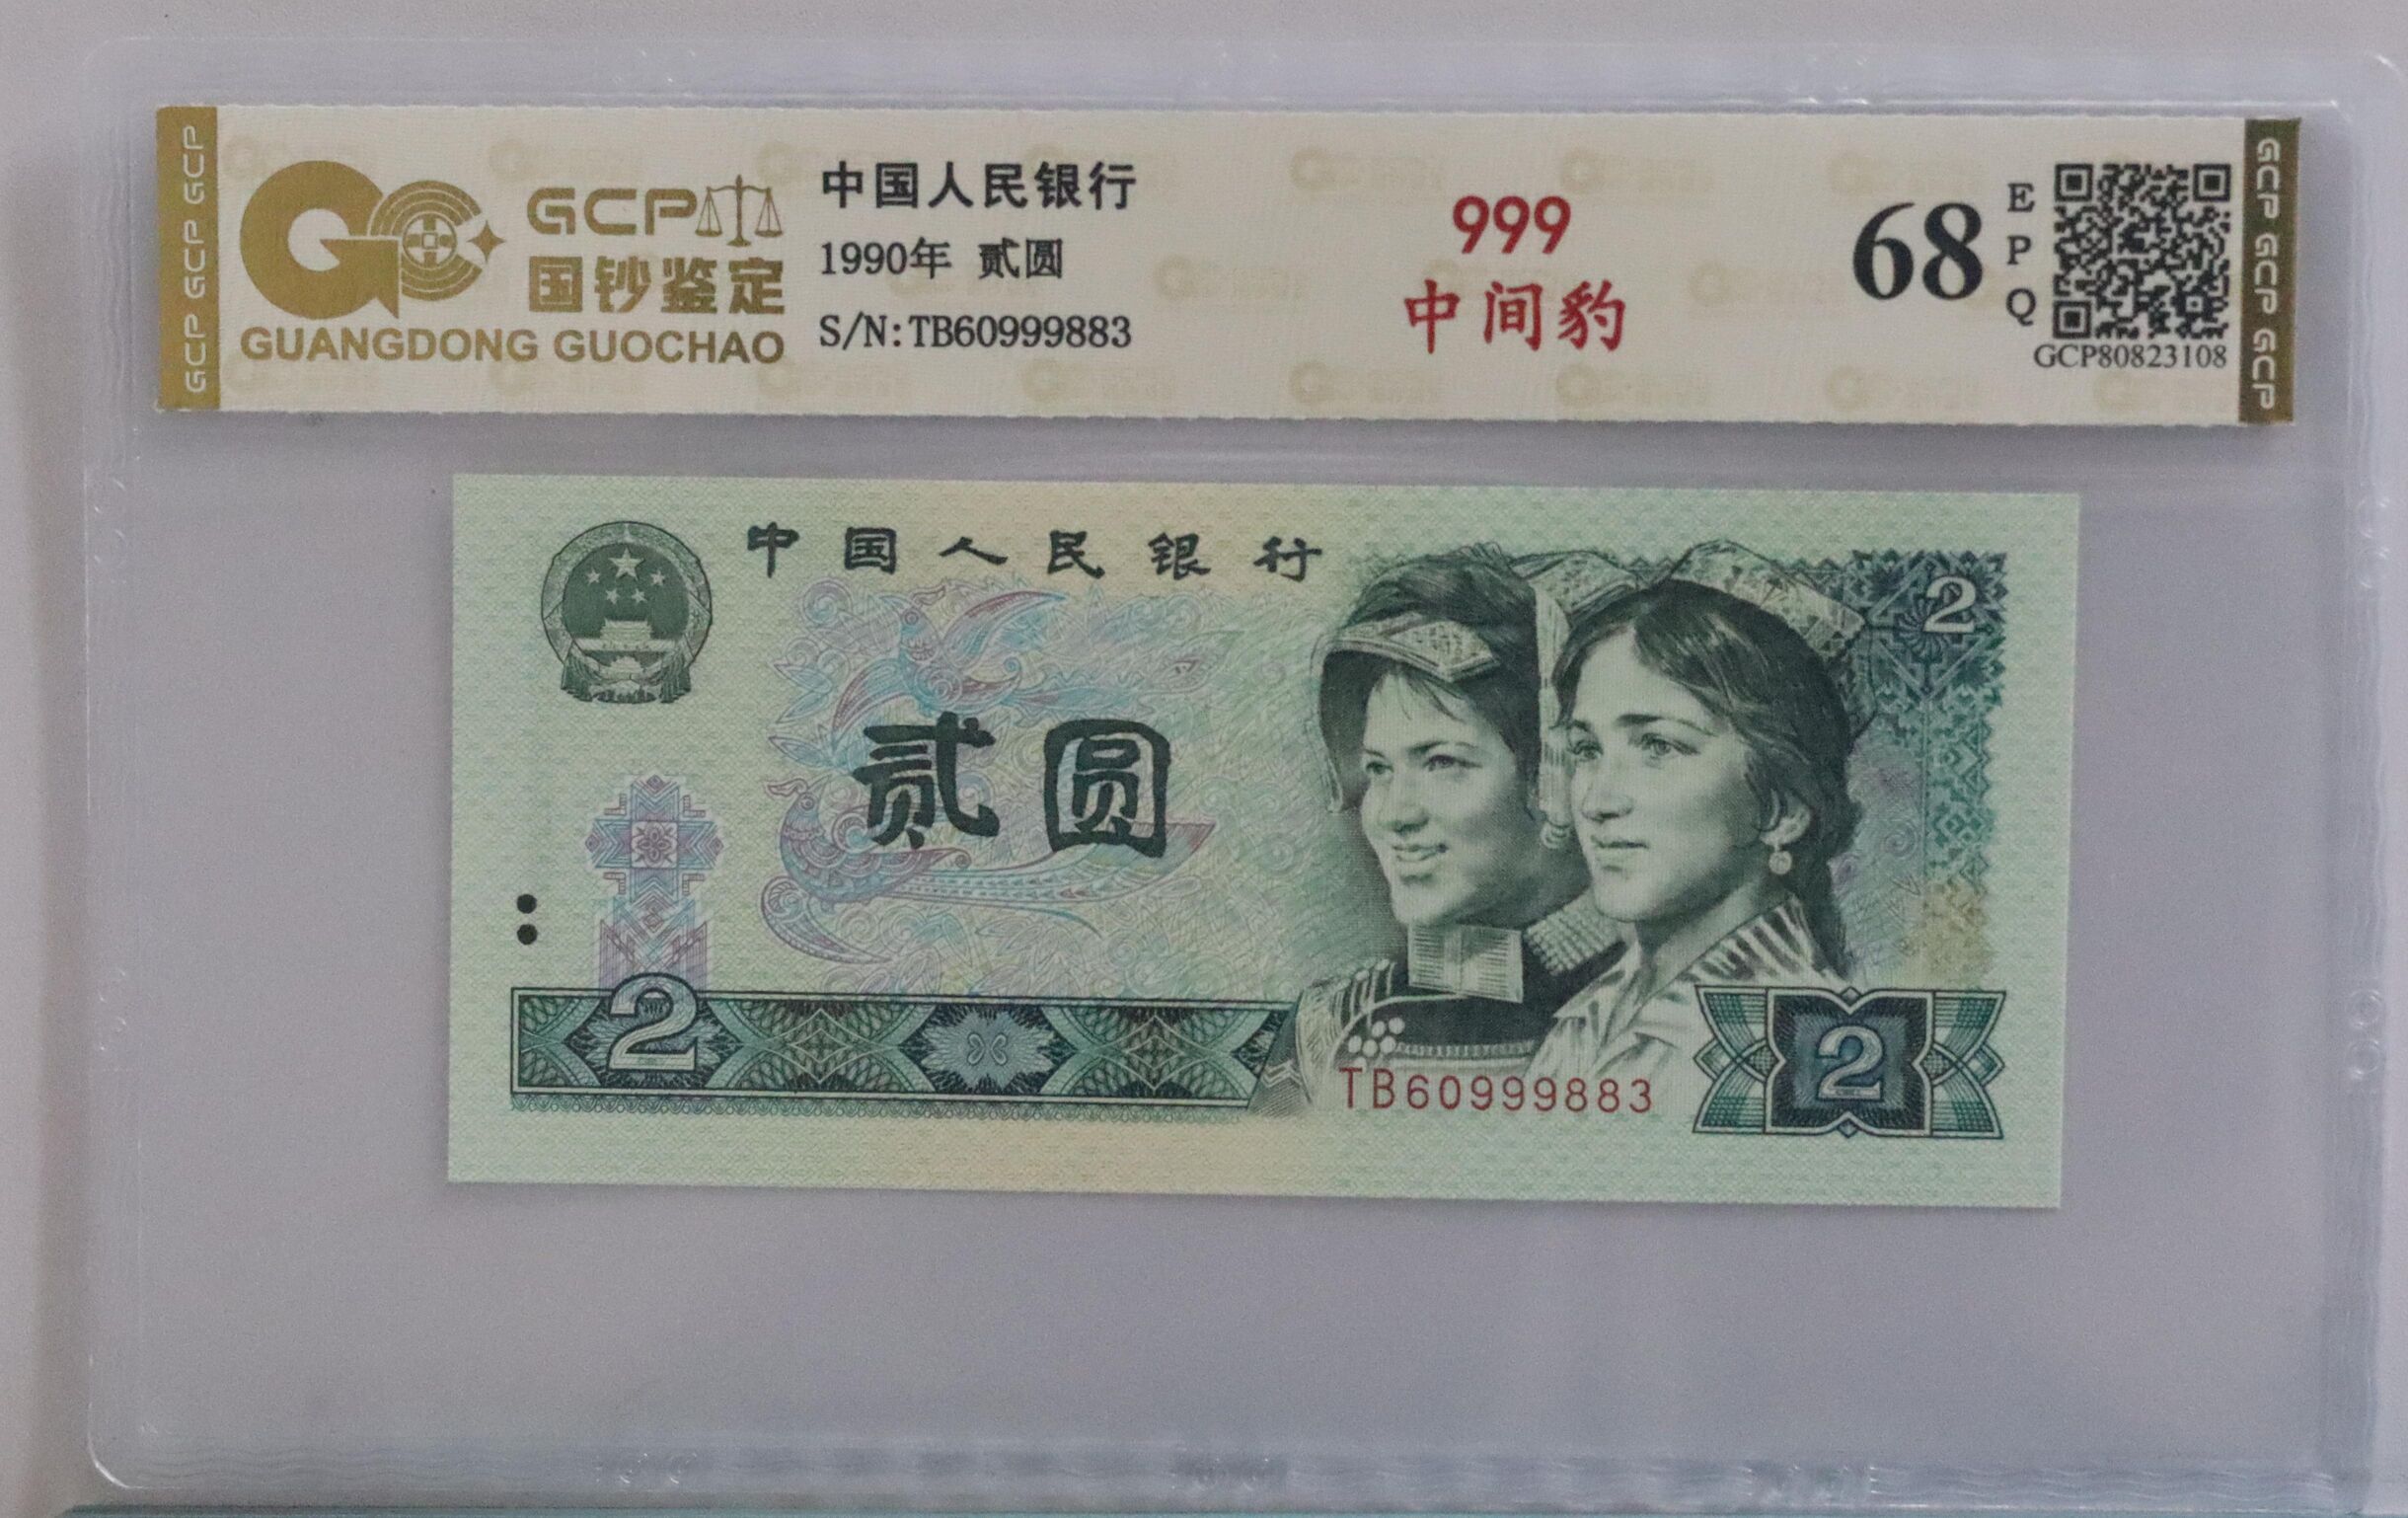 GCP GCP GCP
GCP
国钞鉴定
GUANGDONG GUOCHAO
中国人民银行
1990年 贰圆
S/N:TB60999883
999
中间豹
68
EPQ
GCP80823108
GCP GCP GCP
中国人民银行
2
贰圆
2
TB60999883
2